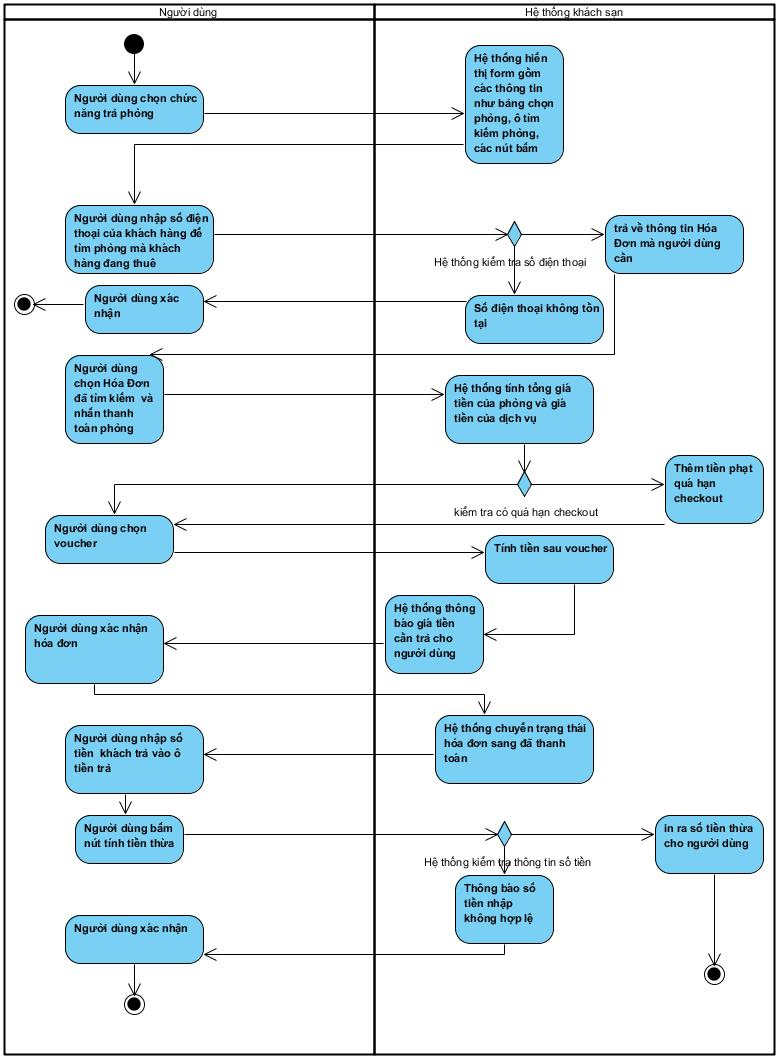 Người dùng
Hệ thống khách sạn
Người dùng chọn chức
năng trả phòng
Hệ thống hiển
thị form gồm
các thông tin
như bảng chọn
phòng, ô tìm
kiếm phòng,
các nút bấm
Người dùng nhập số điện
thoại của khách hàng để
tìm phòng mà khách
hàng đang thuê
Hệ thống kiểm tra số điện thoại
trả về thông tin Hóa
Đơn mà người dùng
cần
Người dùng xác
nhận
Số điện thoại không tồn
tại
Người dùng
chọn Hóa Đơn
đã tìm kiếm và
nhấn thanh
toán phòng
Hệ thống tính tổng giá
tiền của phòng và giá
tiền của dịch vụ
kiểm tra có quá hạn checkout
Thêm tiền phạt
quá hạn
checkout
Người dùng chọn
voucher
Tính tiền sau voucher
Hệ thống thông
báo giá tiền
cần trả cho
người dùng
Người dùng xác nhận
hóa đơn
Hệ thống chuyển trạng thái
hóa đơn sang đã thanh
toán
Người dùng nhập số
tiền khách trả vào ô
tiền trả
Người dùng bấm
nút tính tiền thừa
Hệ thống kiểm tra thông tin số tiền
in ra số tiền thừa
cho người dùng
Thông báo số
tiền nhập
không hợp lệ
Người dùng xác nhận